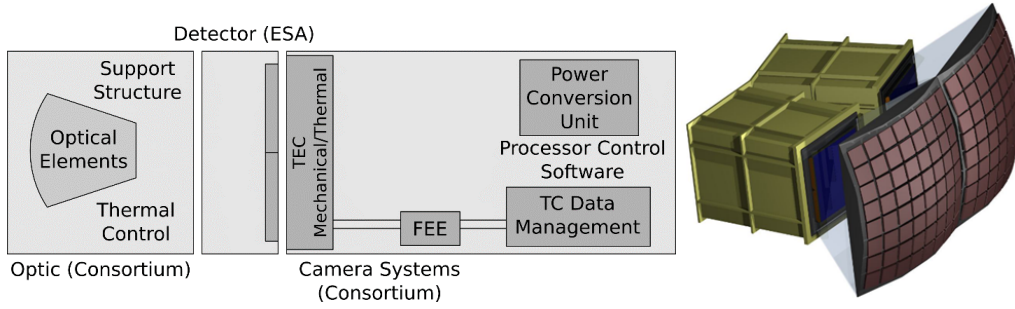 Detector (ESA)
Support
Structure
Optical
Elements
Thermal
Control
Optic (Consortium)
TEC
Mechanical/Thermal
Power
Conversion
Unit
Processor Control
Software
FEE
TC Data
Management
Camera Systems
(Consortium)